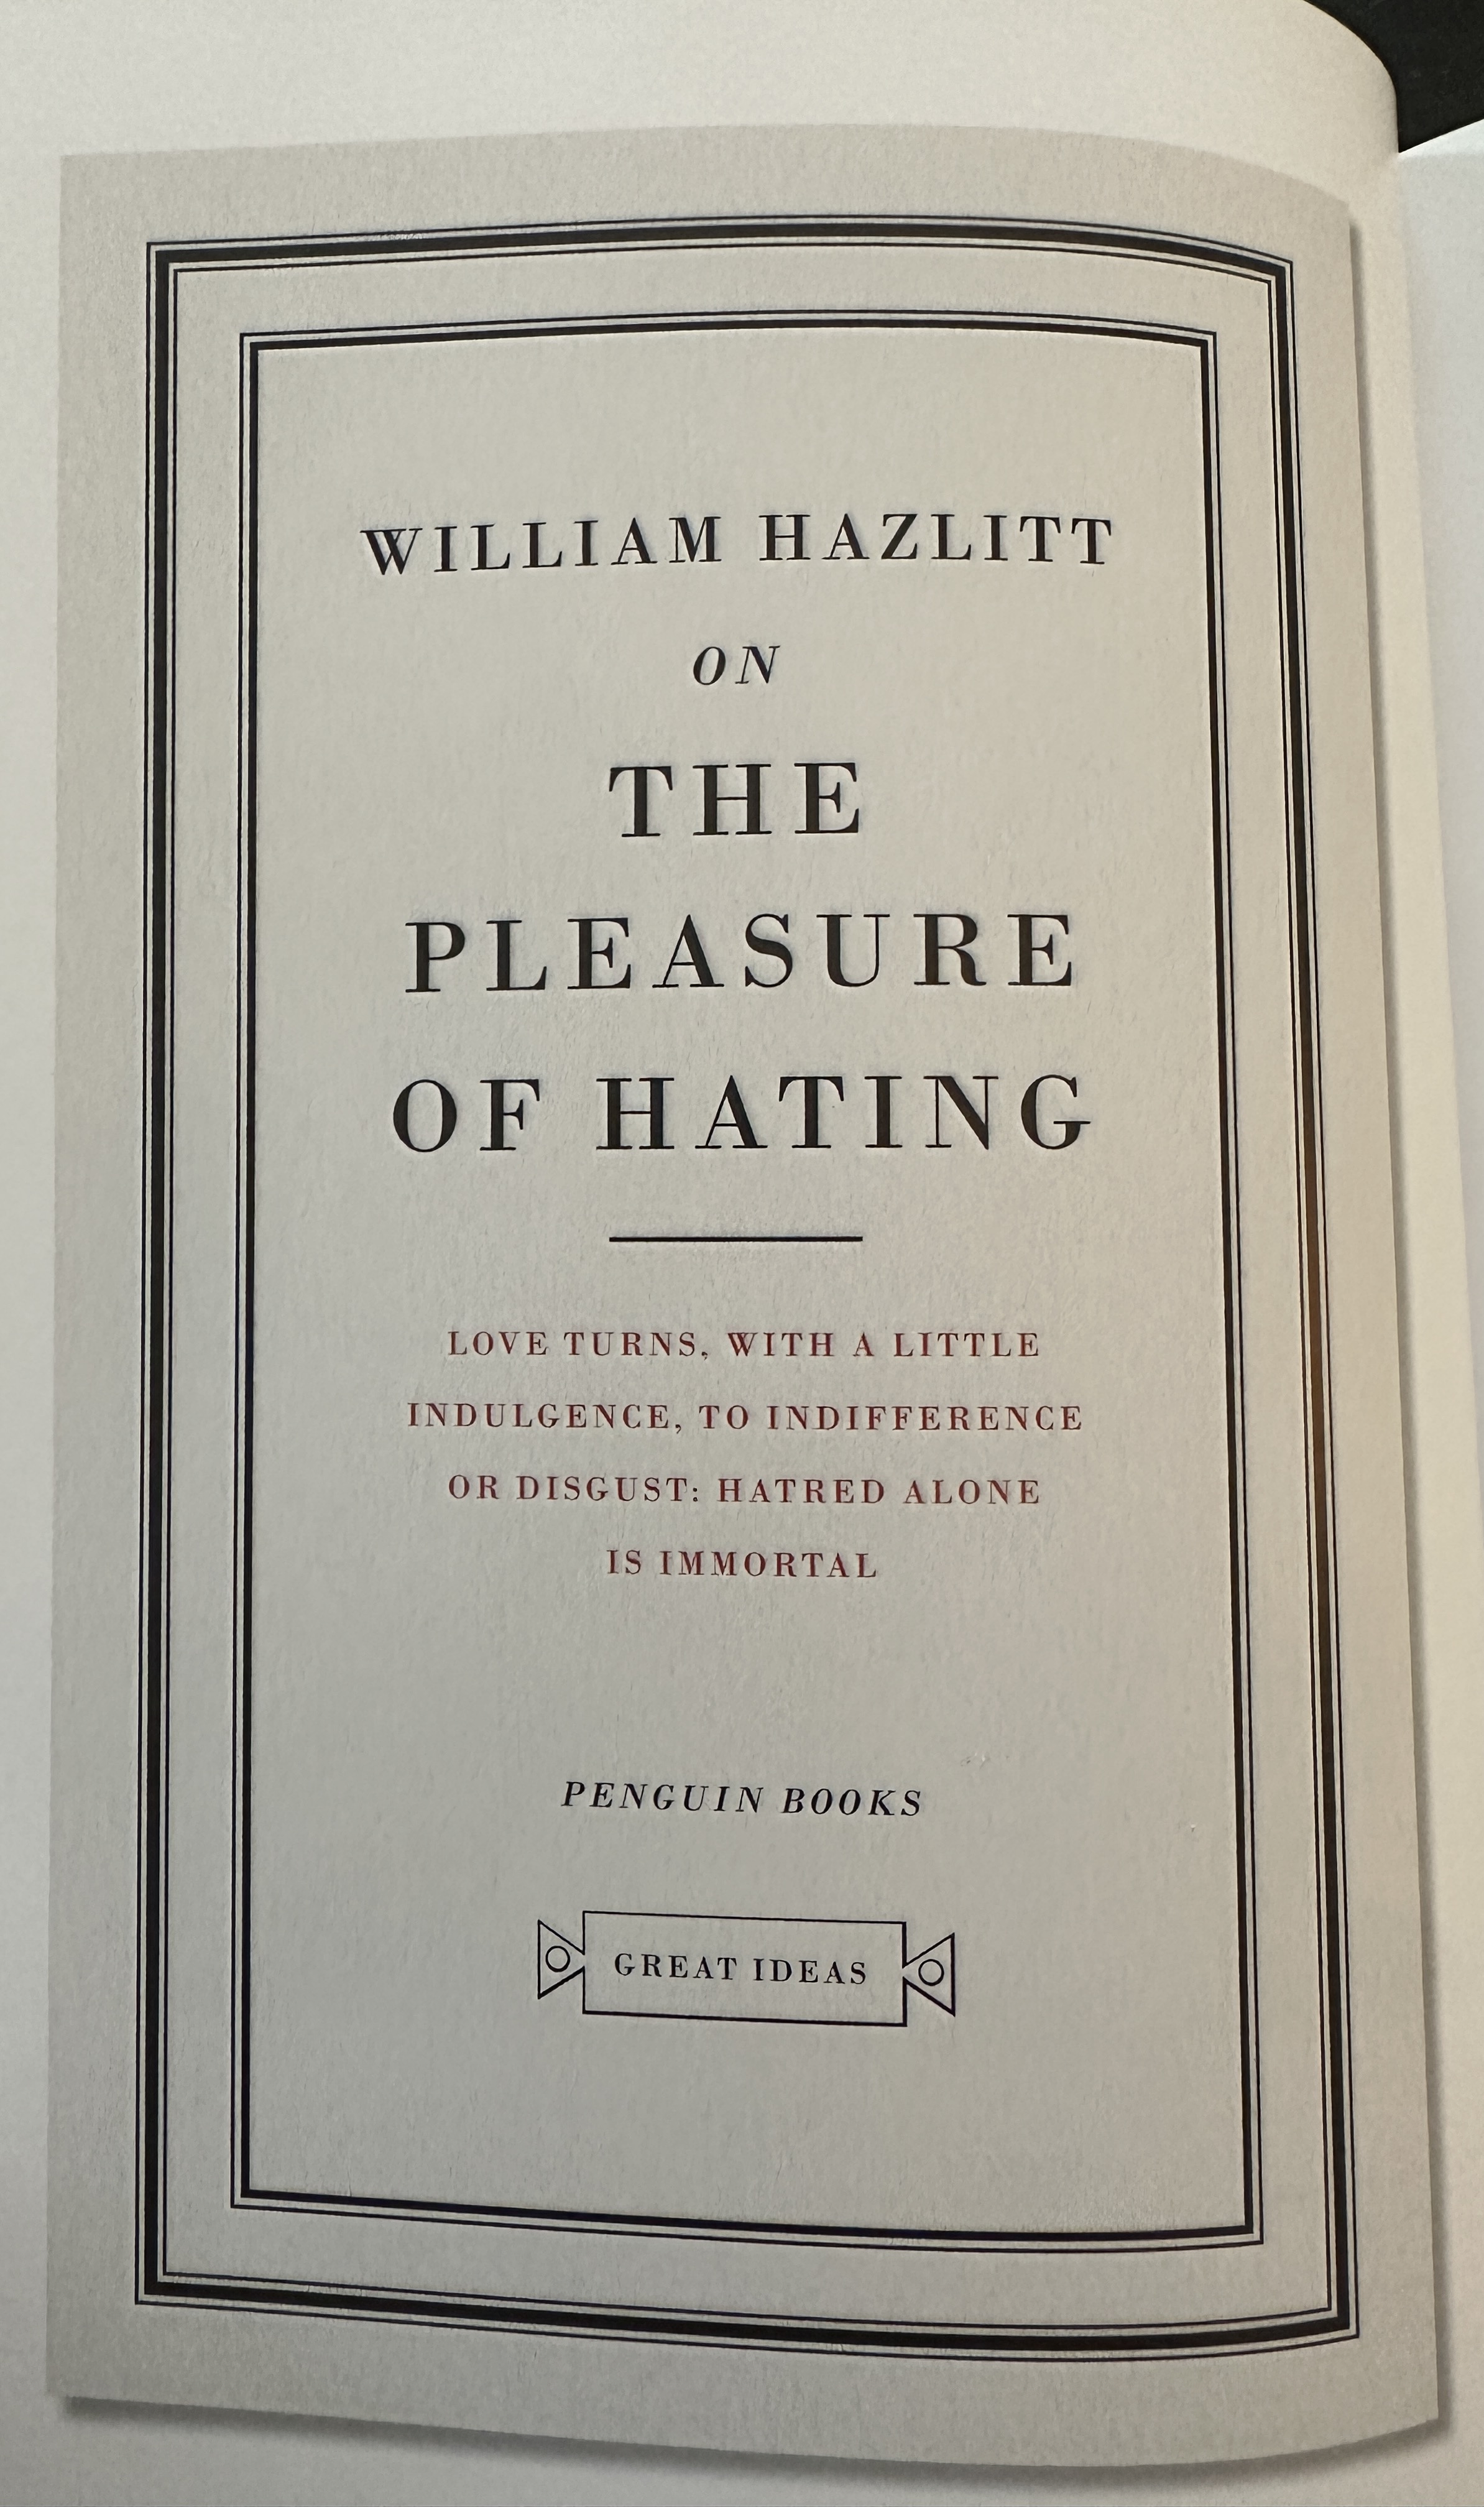 WILLIAM HAZLITT
ON
THE
PLEASURE
OF HATING
LOVE TURNS, WITH A LITTLE
INDULGENCE, TO INDIFFERENCE
OR DISGUST: HATRED ALONE
IS IMMORTAL
PENGUIN BOOKS
GREAT IDEAS